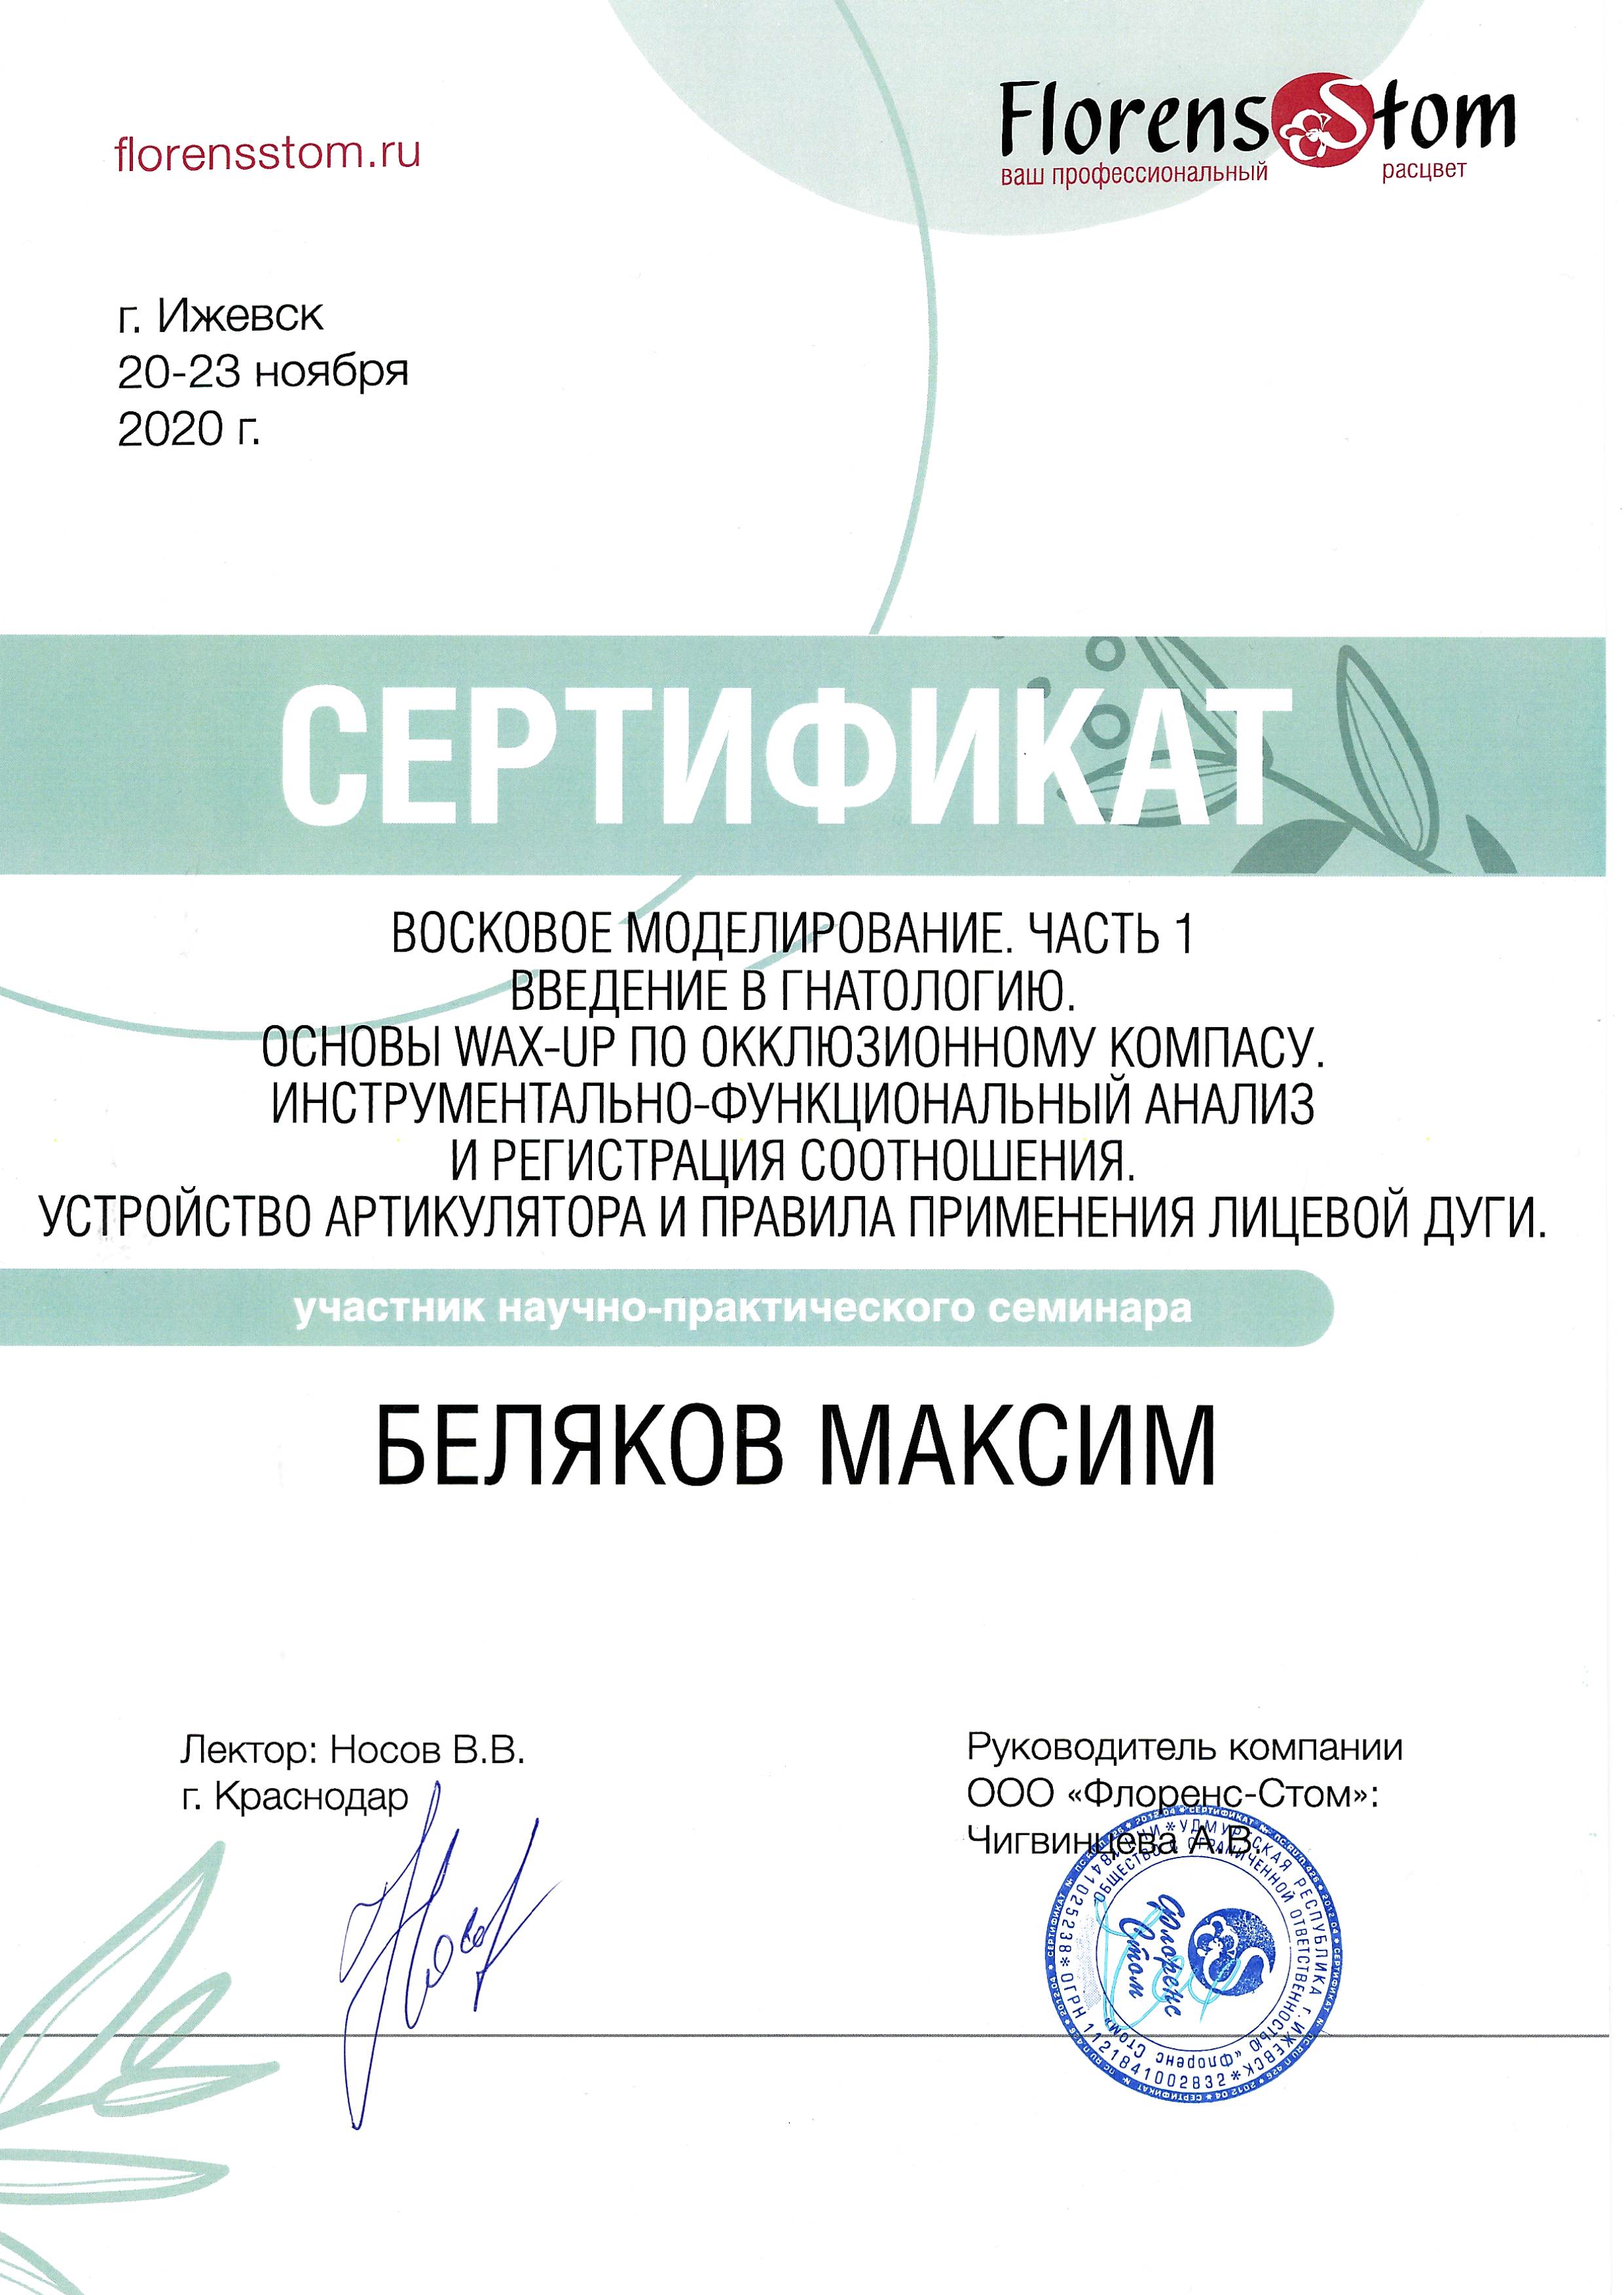 florensstom.ru
FlorensStom
ваш профессиональный расцвет
г. Ижевск
20-23 ноября
2020 г.
СЕРТИФИКАТ
ВОСКОВОЕ МОДЕЛИРОВАНИЕ. ЧАСТЬ 1
ВВЕДЕНИЕ В ГНАТОЛОГИЮ.
ОСНОВЫ WAX-UP ПО ОККЛЮЗИОННОМУ КОМПАСУ.
ИНСТРУМЕНТАЛЬНО-ФУНКЦИОНАЛЬНЫЙ АНАЛИЗ
И РЕГИСТРАЦИЯ СООТНОШЕНИЯ.
УСТРОЙСТВО АРТИКУЛЯТОРА И ПРАВИЛА ПРИМЕНЕНИЯ ЛИЦЕВОЙ ДУГИ.
участник научно-практического семинара
БЕЛЯКОВ МАКСИМ
Лектор: Носов В.В.
г. Краснодар
Носов
Руководитель компании
ООО «Флоренс-Стом»:
Чигвинцева А.В.
УДМУРТСКАЯ РЕСПУБЛИКА г. ИЖЕВСК * ОГРН 1121841002832 *
ОБЩЕСТВО С ОГРАНИЧЕННОЙ ОТВЕТСТВЕННОСТЬЮ «Флоренс Стом»
Флоренс
Стом